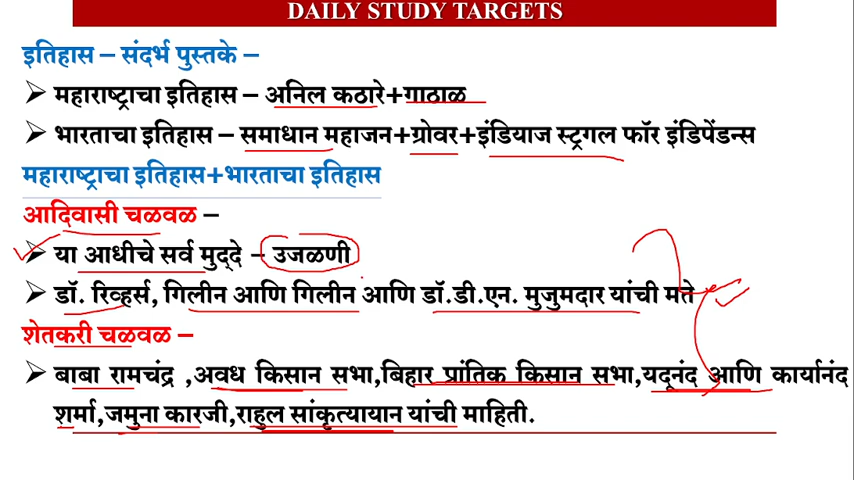 DAILY STUDY TARGETS
इतिहास – संदर्भ पुस्तके –
➢ महाराष्ट्राचा इतिहास – अनिल कठारे+गाठाळ
➢ भारताचा इतिहास – समाधान महाजन+ग्रोवर+इंडियाज स्ट्रगल फॉर इंडिपेंडन्स
महाराष्ट्राचा इतिहास+भारताचा इतिहास
आदिवासी चळवळ –
➢ या आधीचे सर्व मुद्दे – उजळणी
➢ डॉ. रिव्हर्स, गिलीन आणि गिलीन आणि डॉ.डी.एन. मुजुमदार यांची मते
शेतकरी चळवळ –
➢ बाबा रामचंद्र ,अवध किसान सभा,बिहार प्रांतिक किसान सभा,यदूनंद आणि कार्यानंद
शर्मा,जमुना कारजी,राहुल सांकृत्यायान यांची माहिती.